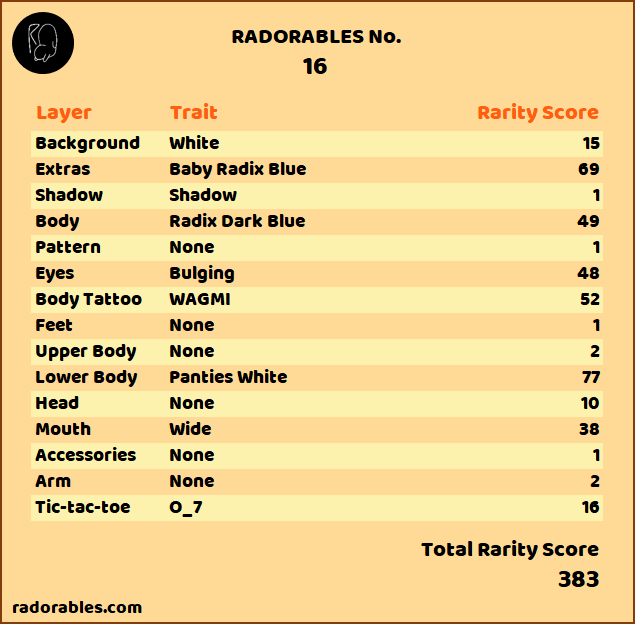 RADORABLES No.
16
Layer Trait Rarity Score
Background White 15
Extras Baby Radix Blue 69
Shadow Shadow 1
Body Radix Dark Blue 49
Pattern None 1
Eyes Bulging 48
Body Tattoo WAGMI 52
Feet None 1
Upper Body None 2
Lower Body Panties White 77
Head None 10
Mouth Wide 38
Accessories None 1
Arm None 2
Tic-tac-toe O_7 16
Total Rarity Score
383
radorables.com